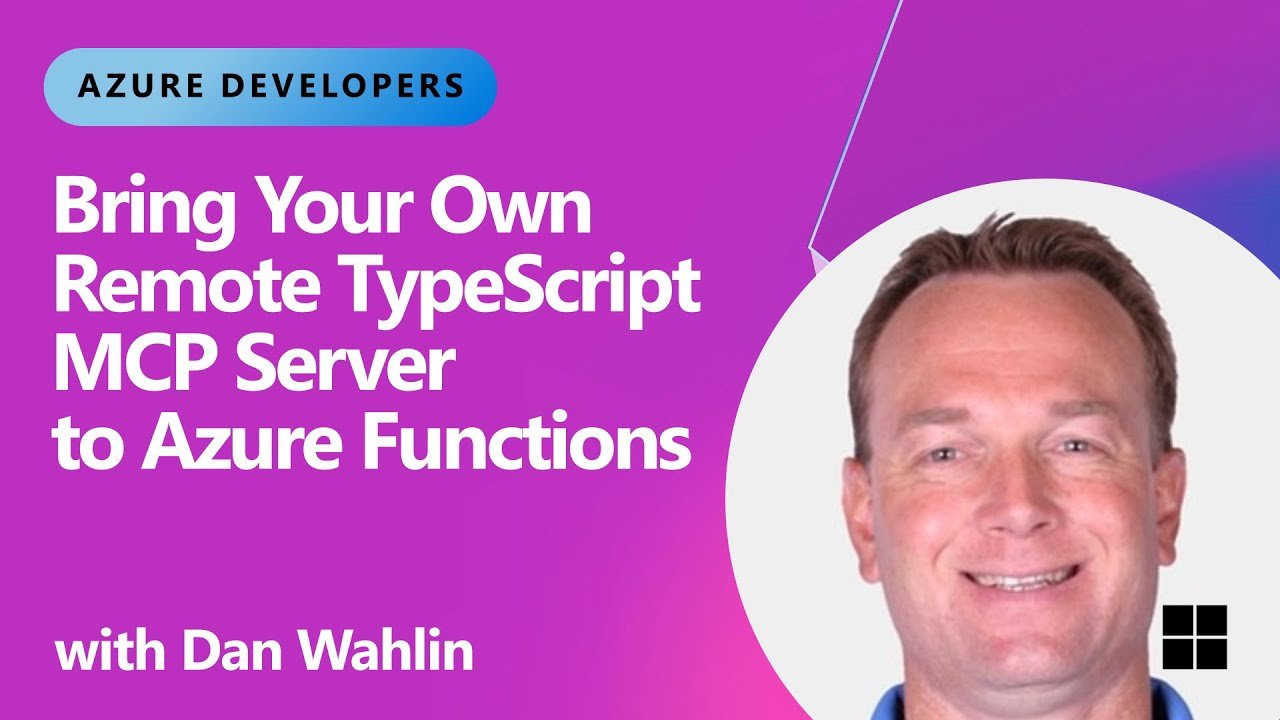 AZURE DEVELOPERS
Bring Your Own
Remote TypeScript
MCP Server
to Azure Functions
with Dan Wahlin